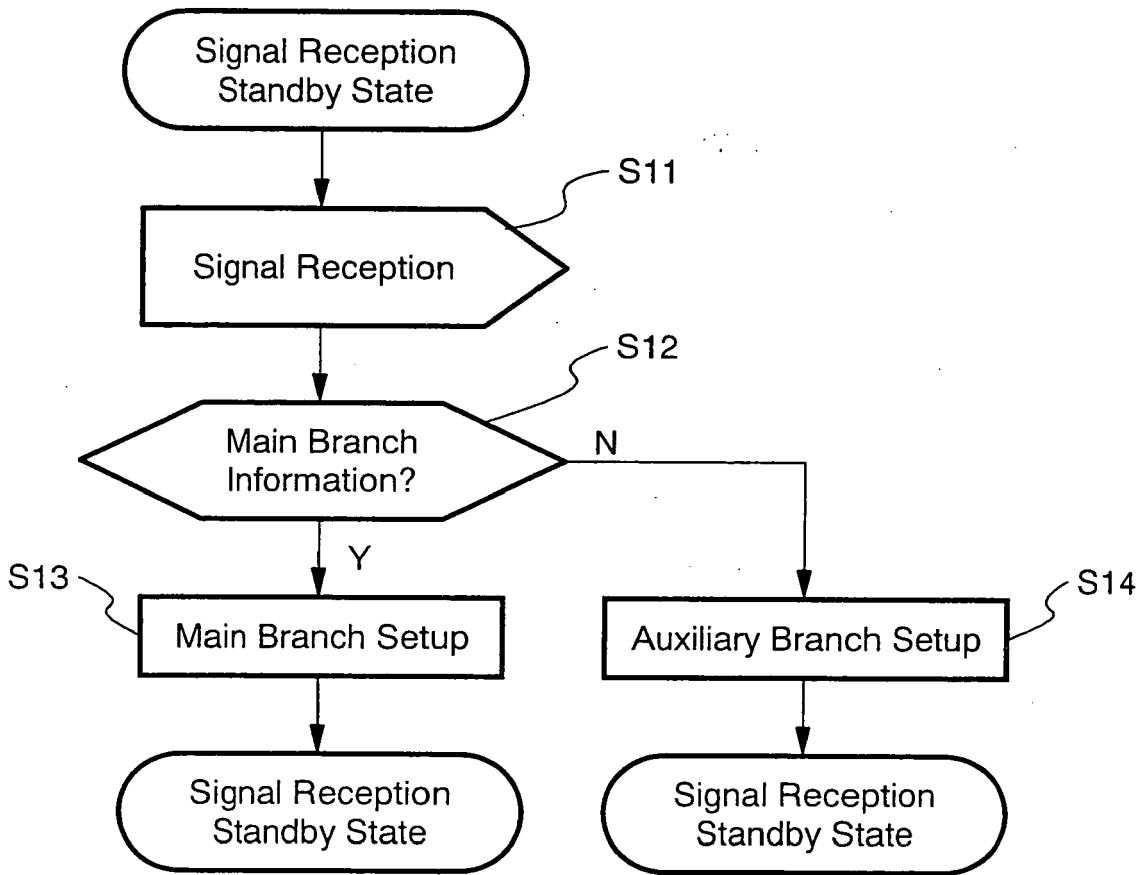 Signal Reception
Standby State
S11
Signal Reception
S12
Main Branch
Information?
N
Y
S13
Main Branch Setup
S14
Auxiliary Branch Setup
Signal Reception
Standby State
Signal Reception
Standby State